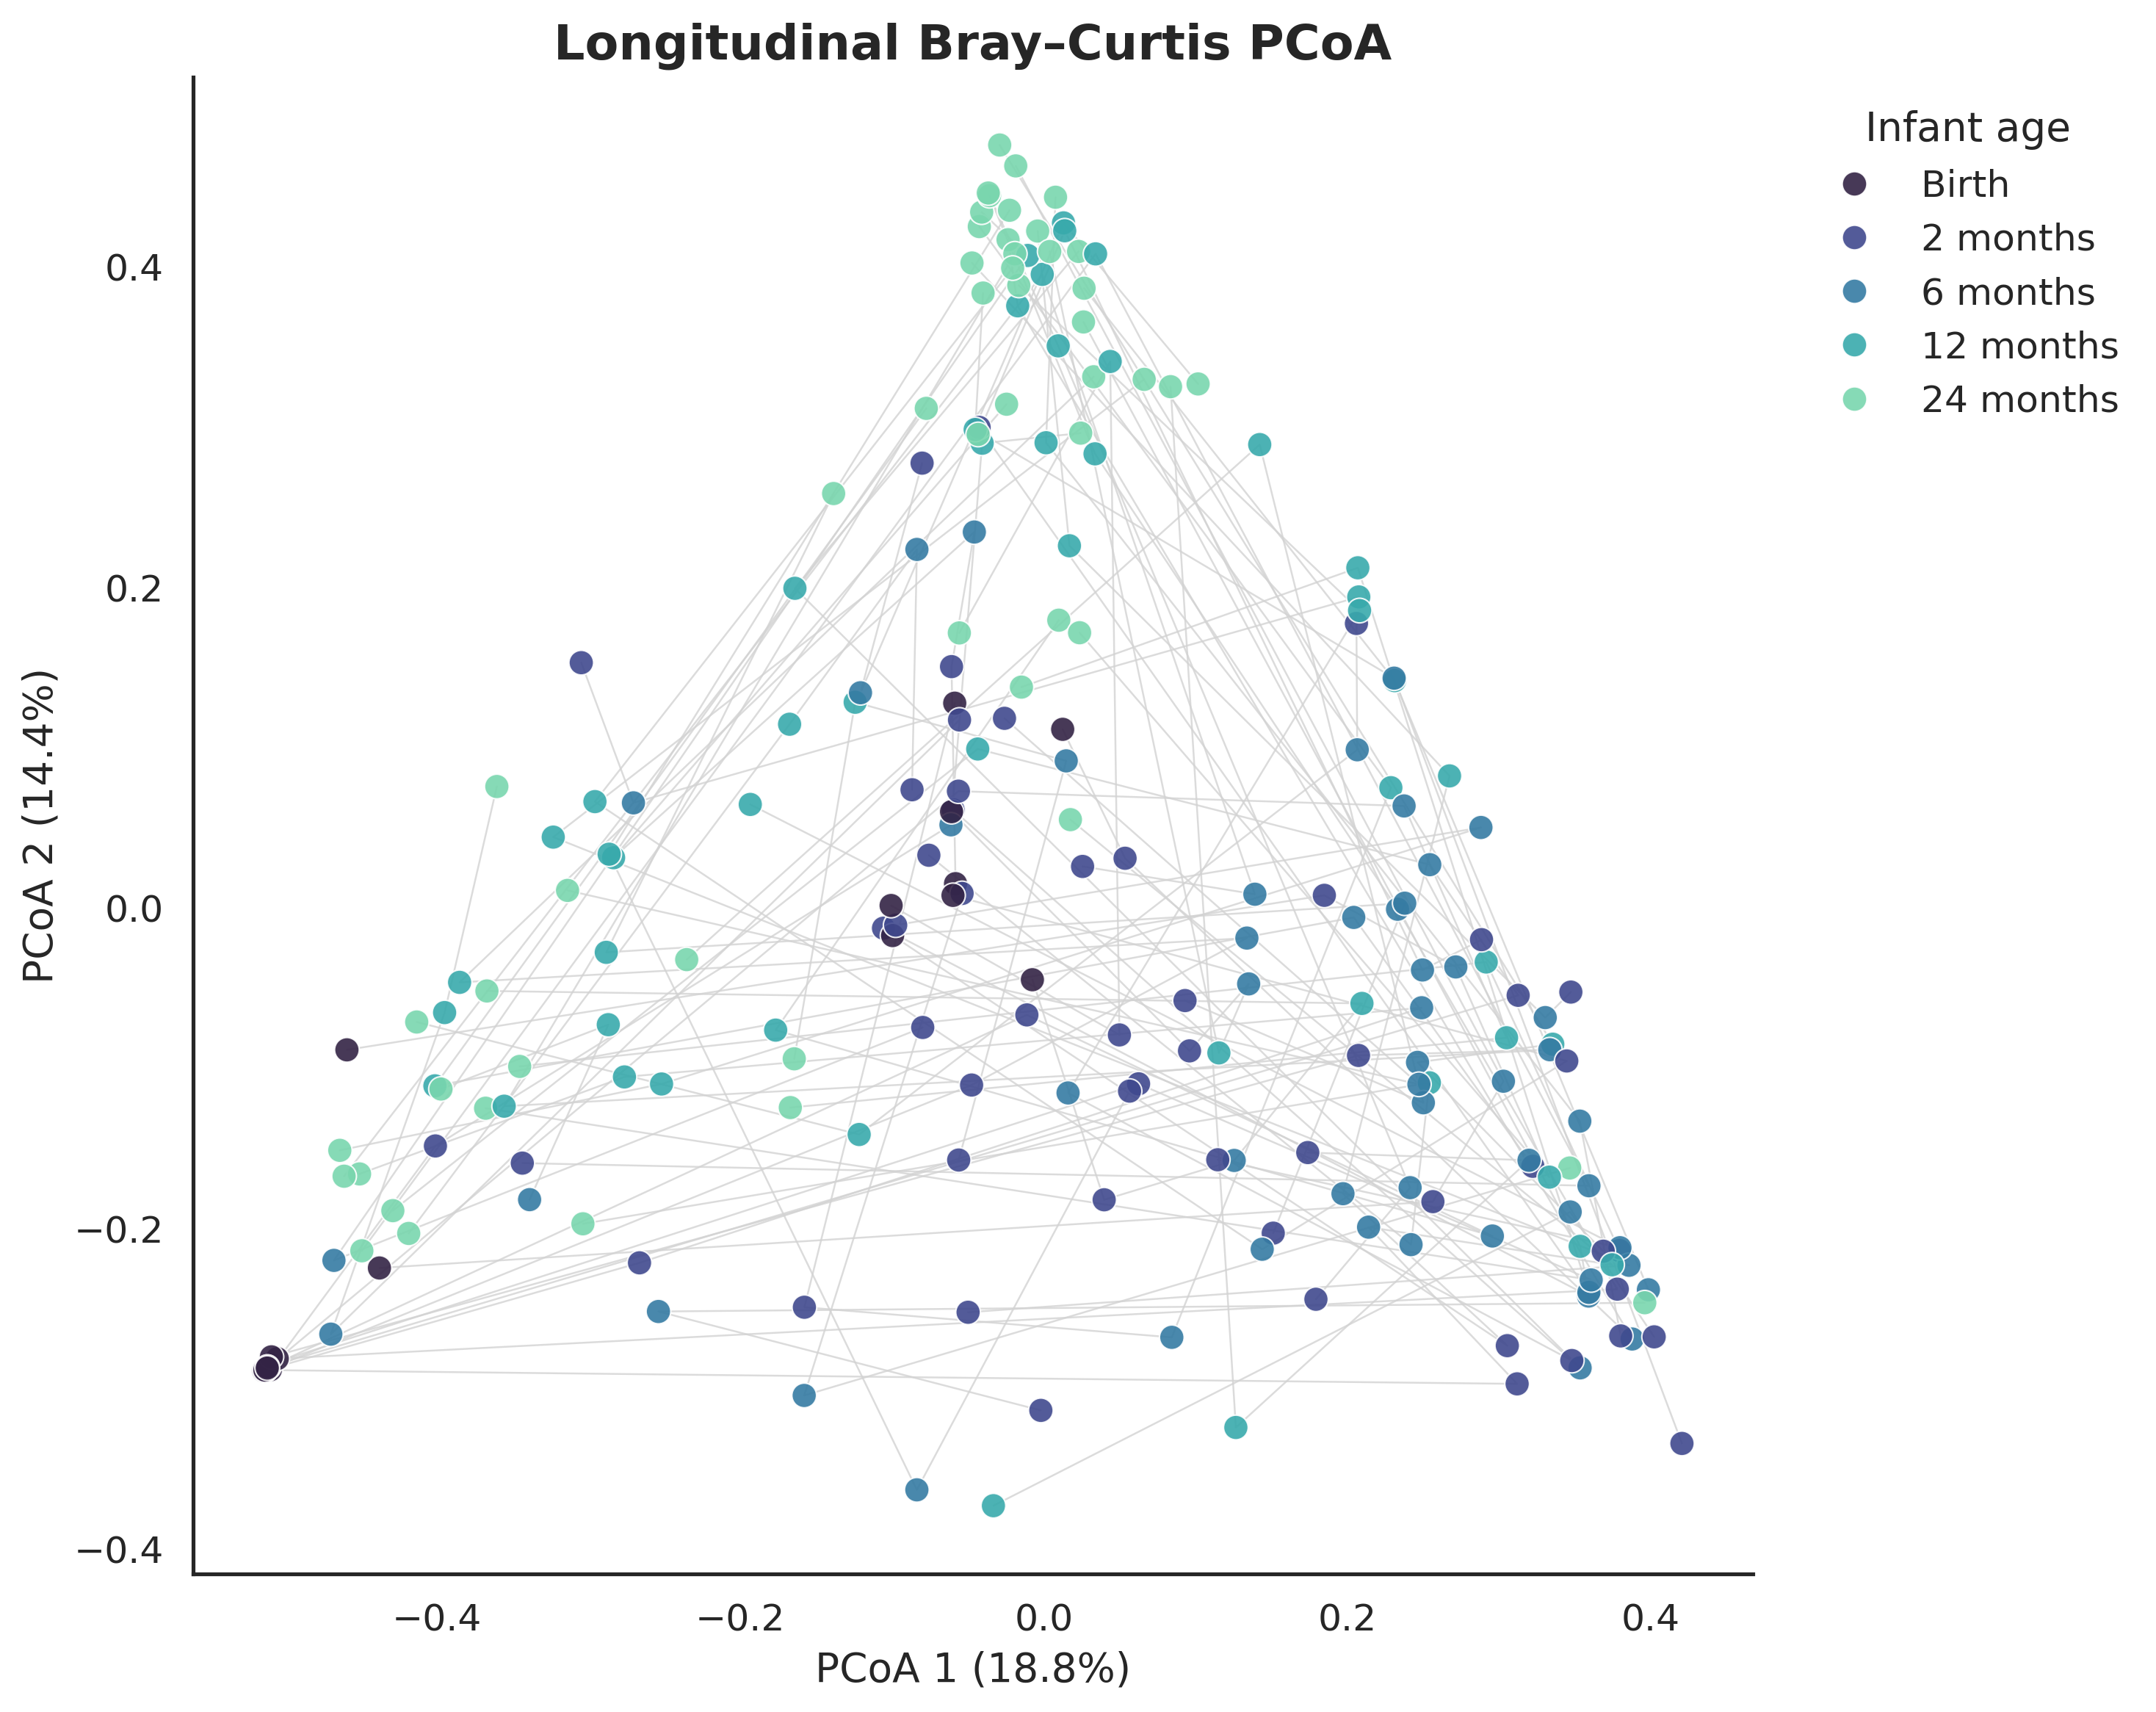 Longitudinal Bray–Curtis PCoA
Infant age
Birth
2 months
6 months
12 months
24 months
PCoA 2 (14.4%)
0.4
0.2
0.0
−0.2
−0.4
−0.4
−0.2
0.0
0.2
0.4
PCoA 1 (18.8%)